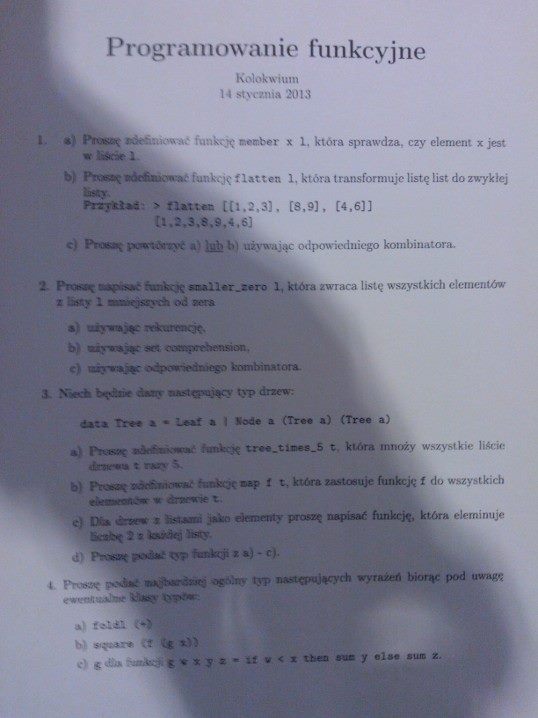 Programowanie funkcyjne
Kolokwium
14 stycznia 2013
1. a) Proszę zdefiniować funkcję member x l, która sprawdza, czy element x jest
w liście l.
b) Proszę zdefiniować funkcję flatten l, która transformuje listę list do zwykłej
listy.
Przykład: > flatten [[1,2,3], [8,9], [4,6]]
[1,2,3,8,9,4,6]
c) Proszę powtórzyć a) lub b) używając odpowiedniego kombinatora.
2. Proszę napisać funkcję smaller_zero l, która zwraca listę wszystkich elementów
z listy l mniejszych od zera
a) używając rekurencję,
b) używając set comprehension,
c) używając odpowiedniego kombinatora.
3. Niech będzie dany następujący typ drzew:
data Tree a = Leaf a | Node a (Tree a) (Tree a)
a) Proszę zdefiniować funkcję tree_times_5 t, która mnoży wszystkie liście
drzewa t razy 5.
b) Proszę zdefiniować funkcję map f t, która zastosuje funkcję f do wszystkich
elementów w drzewie t.
c) Dla drzew z listami jako elementy proszę napisać funkcję, która eleminuje
liczbę 2 z każdej listy.
d) Proszę podać typ funkcji z a) - c).
4. Proszę podać najbardziej ogólny typ następujących wyrażeń biorąc pod uwagę
ewentualne klasy typów:
a) foldl (+)
b) square (f (g x))
c) g dla funkcji g w x y z = if w < x then sum y else sum z.